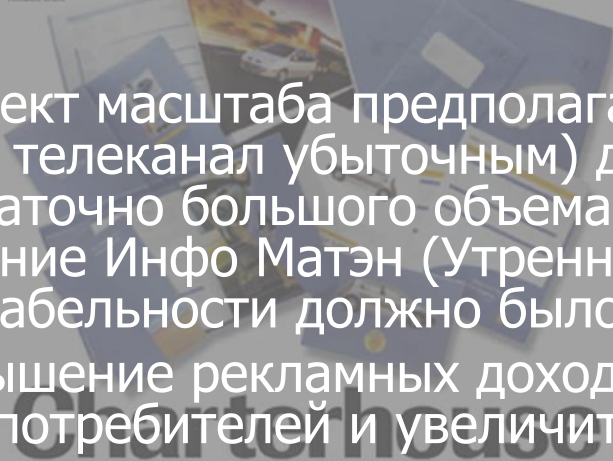 ект масштаба предполага
телеканал убыточным) д
аточно большого объема
ние Инфо Матэн (Утренн
абельности должно было
ышение рекламных доход
потребителей и увеличит
Charterhouse